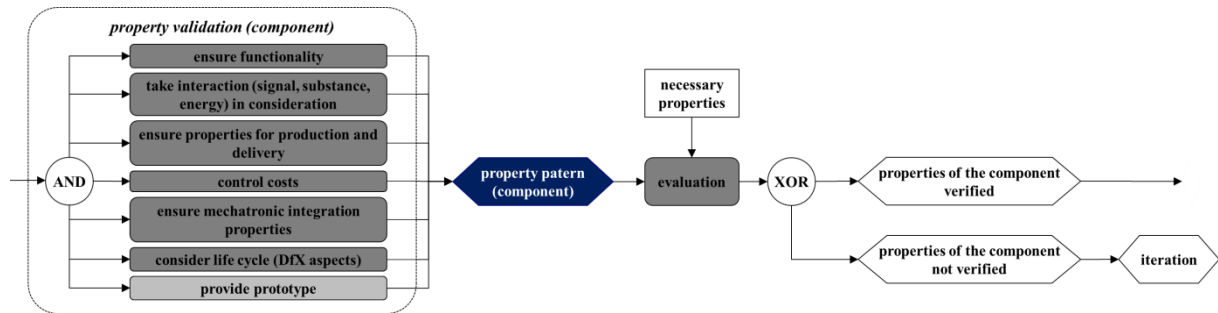 property validation (component)
ensure functionality
take interaction (signal, substance,
energy) in consideration
ensure properties for production and
delivery
AND
control costs
ensure mechatronic integration
properties
consider life cycle (DfX aspects)
provide prototype
property patern
(component)
necessary
properties
evaluation
XOR
properties of the component
verified
properties of the component
not verified
iteration